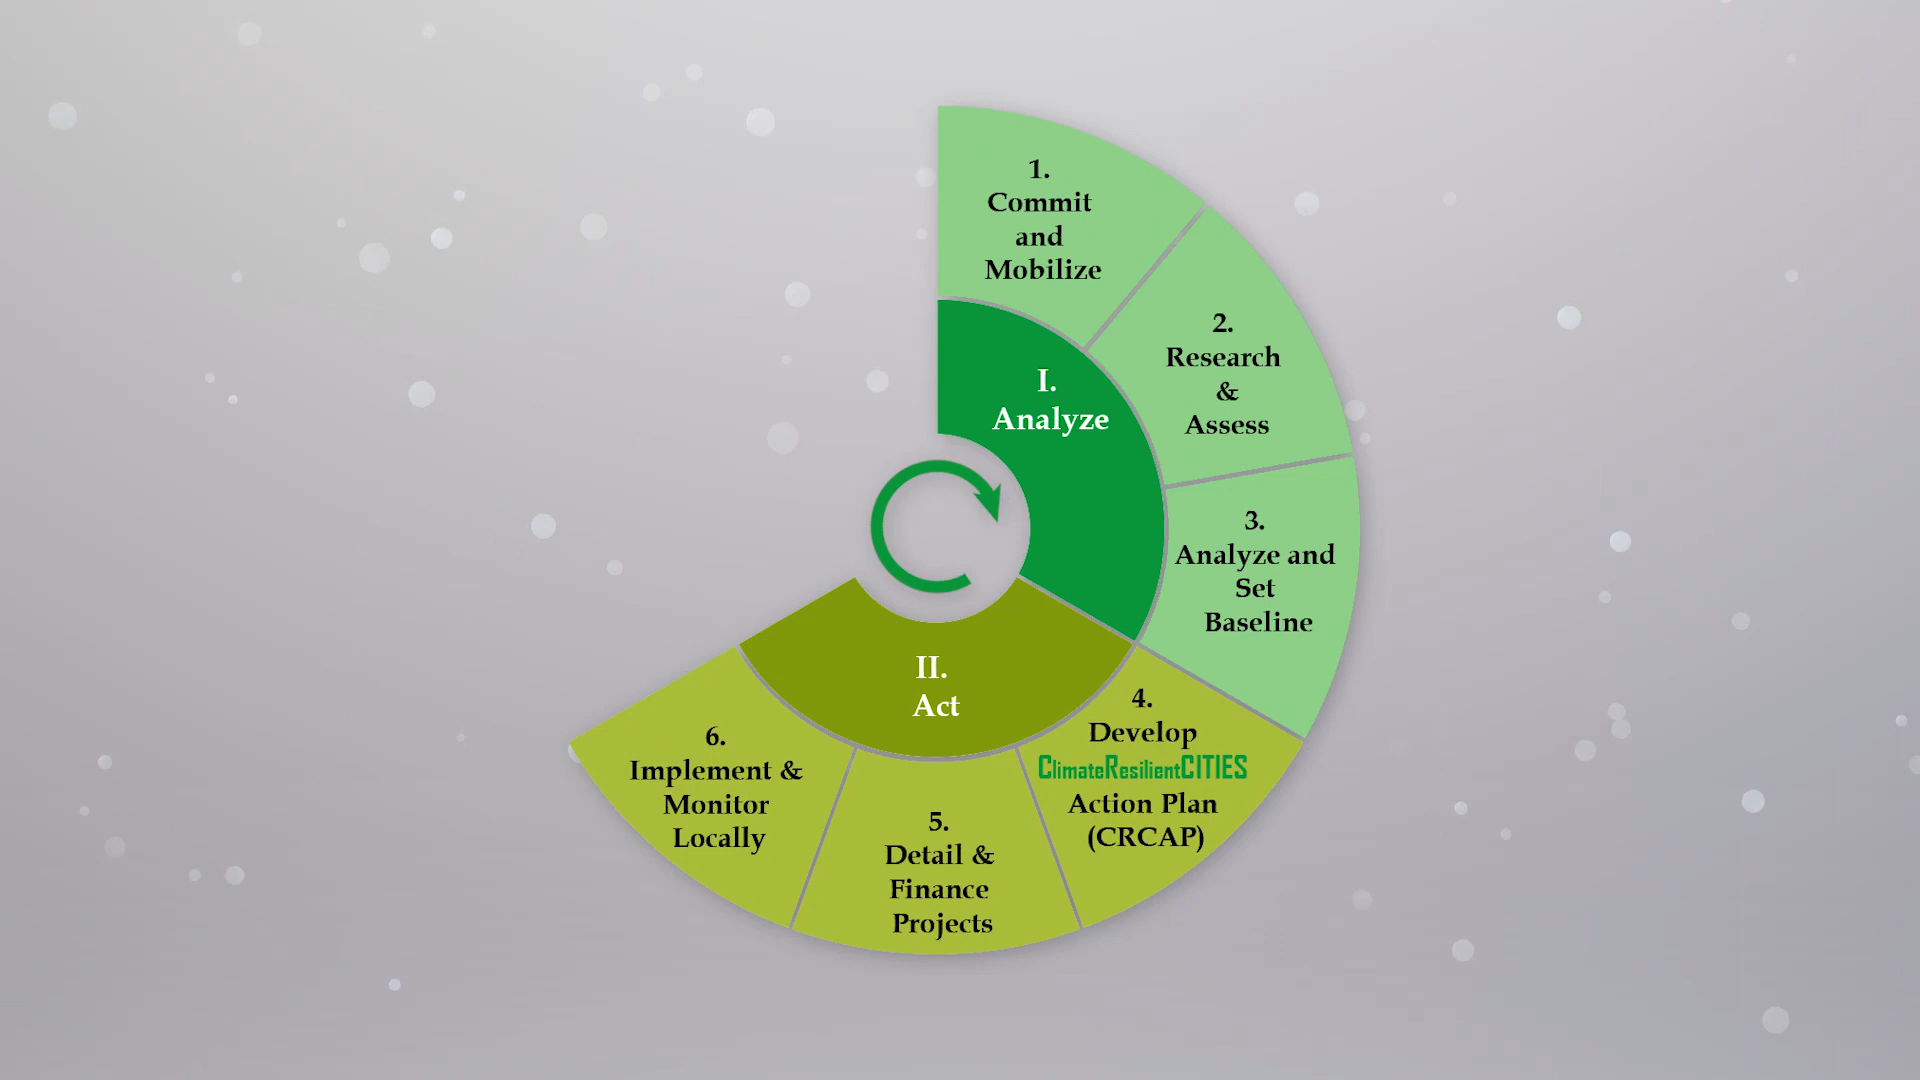 1.
Commit
and
Mobilize
2.
Research
&
Assess
I.
Analyze
3.
Analyze and
Set
Baseline
4.
Develop
ClimateResilientCITIES
Action Plan
(CRCAP)
II.
Act
5.
Detail &
Finance
Projects
6.
Implement &
Monitor
Locally